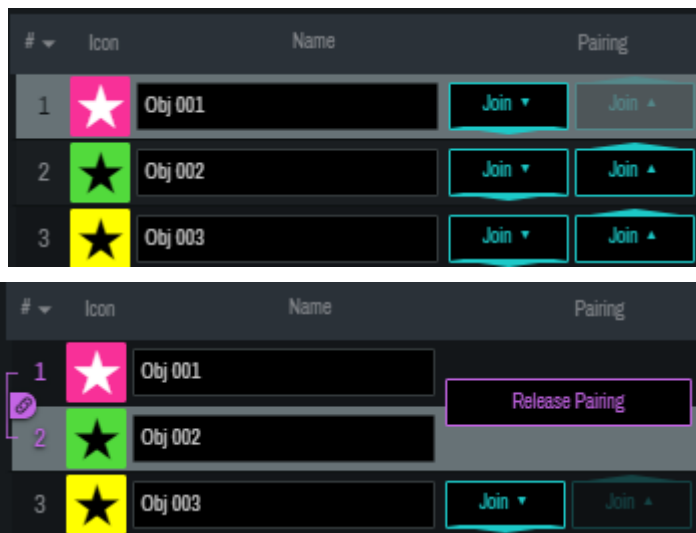 # Icon Name Pairing
1 Obj 001 Join ▼ Join ▲
2 Obj 002 Join ▼ Join ▲
3 Obj 003 Join ▼ Join ▲
# Icon Name Pairing
1 Obj 001
Release Pairing
2 Obj 002
3 Obj 003 Join ▼ Join ▲